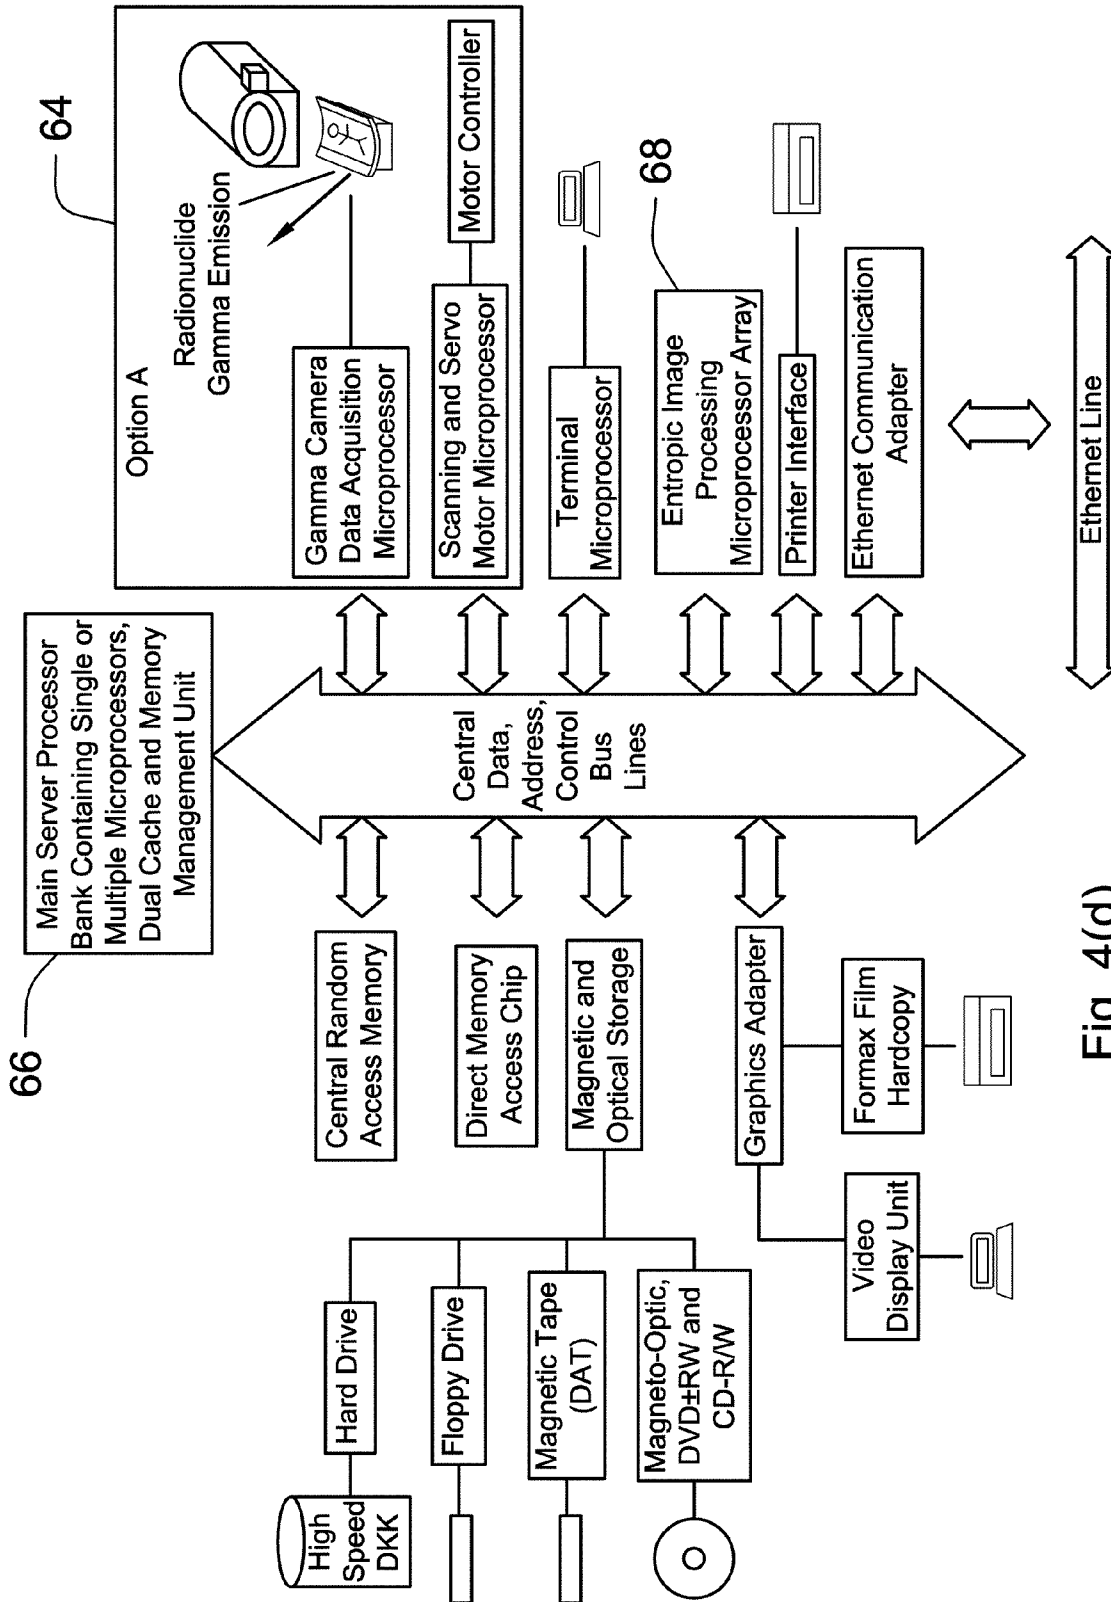 66
Main Server Processor
Bank Containing Single or
Multiple Microprocessors,
Dual Cache and Memory
Management Unit
64
Option A
Radionuclide
Gamma Emission
Gamma Camera
Data Acquisition
Microprocessor
Scanning and Servo
Motor Microprocessor
Motor Controller
Central Random
Access Memory
Direct Memory
Access Chip
Magnetic and
Optical Storage
Central
Data,
Address,
Control
Bus
Lines
Terminal
Microprocessor
68
Entropic Image
Processing
Microprocessor Array
Printer Interface
Ethernet Communication
Adapter
Ethernet Line
High
Speed
DKK
Hard Drive
Floppy Drive
Magnetic Tape
(DAT)
Magneto-Optic,
DVD±RW and
CD-R/W
Graphics Adapter
Video
Display Unit
Formax Film
Hardcopy
Fig. 4(d)